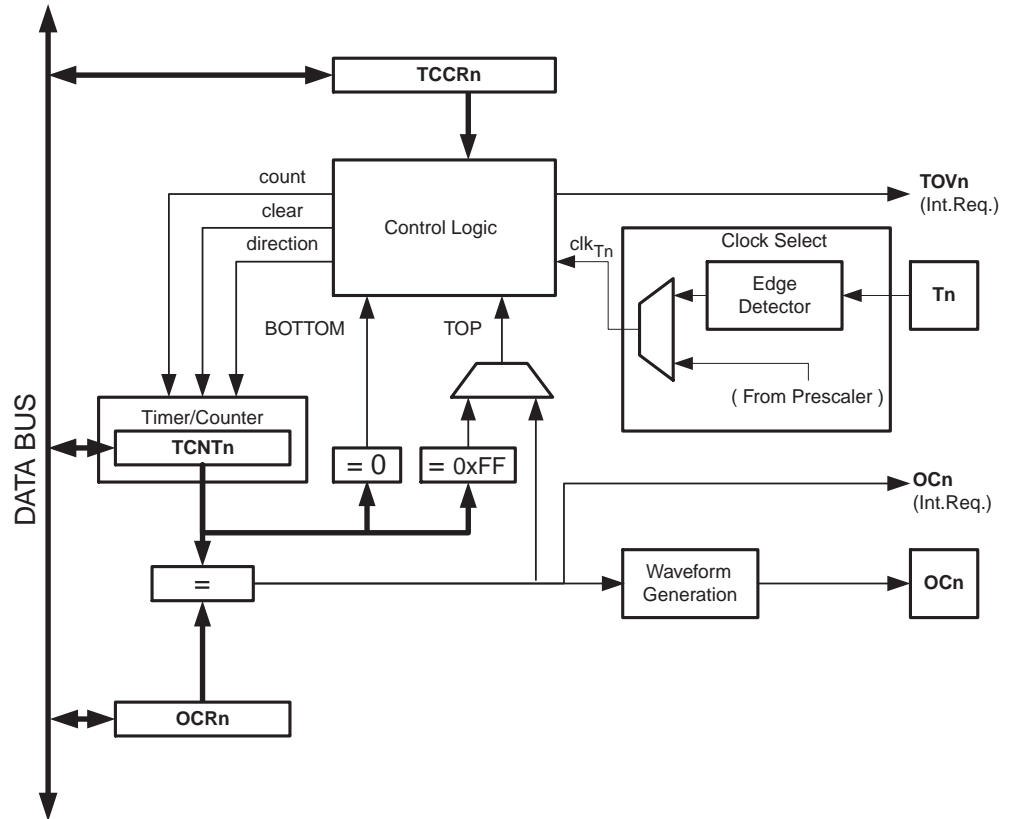 TCCRn
count
clear
direction
Control Logic
TOVn
(Int.Req.)
clkTn
Clock Select
Edge
Detector
Tn
( From Prescaler )
BOTTOM
TOP
DATA BUS
Timer/Counter
TCNTn
= 0
= 0xFF
OCn
(Int.Req.)
=
Waveform
Generation
OCn
OCRn